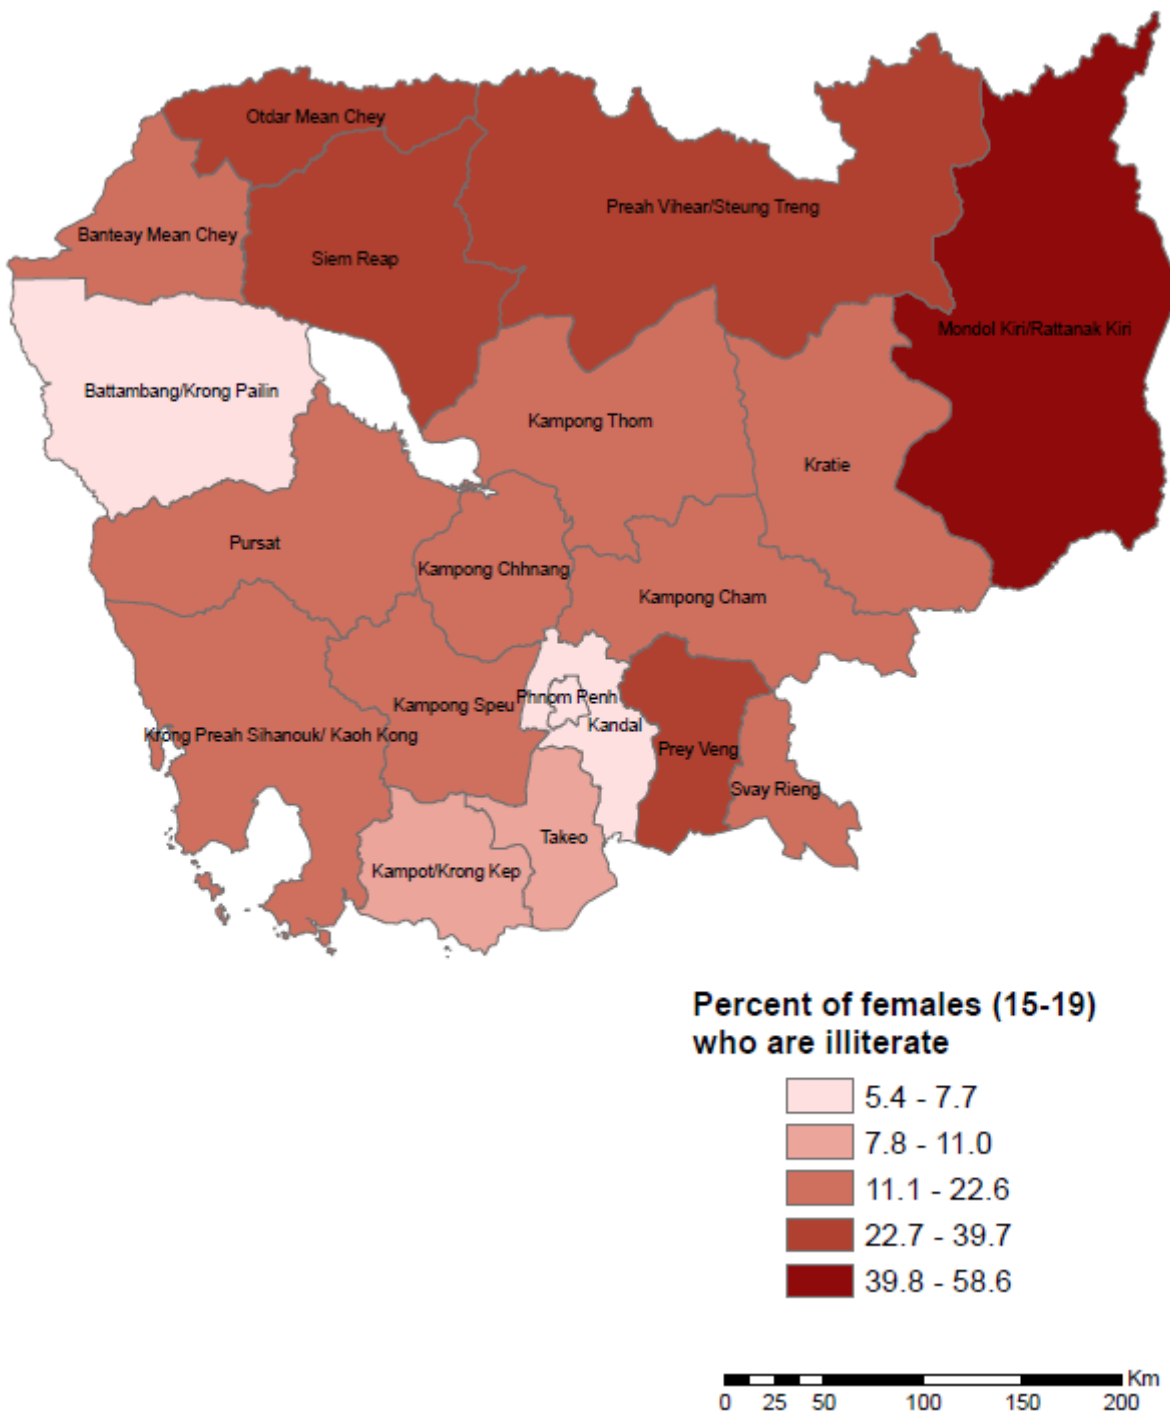 Otdar Mean Chey
Preah Vihear/Steung Treng
Banteay Mean Chey
Siem Reap
Mondol Kiri/Rattanak Kiri
Battambang/Krong Pailin
Kampong Thom
Kratie
Pursat
Kampong Chhnang
Kampong Cham
Phnom Penh
Kampong Speu
Kandal
Krong Preah Sihanouk/ Kaoh Kong
Prey Veng
Svay Rieng
Takeo
Kampot/Krong Kep
Percent of females (15-19)
who are illiterate
5.4 - 7.7
7.8 - 11.0
11.1 - 22.6
22.7 - 39.7
39.8 - 58.6
Km
0 25 50 100 150 200